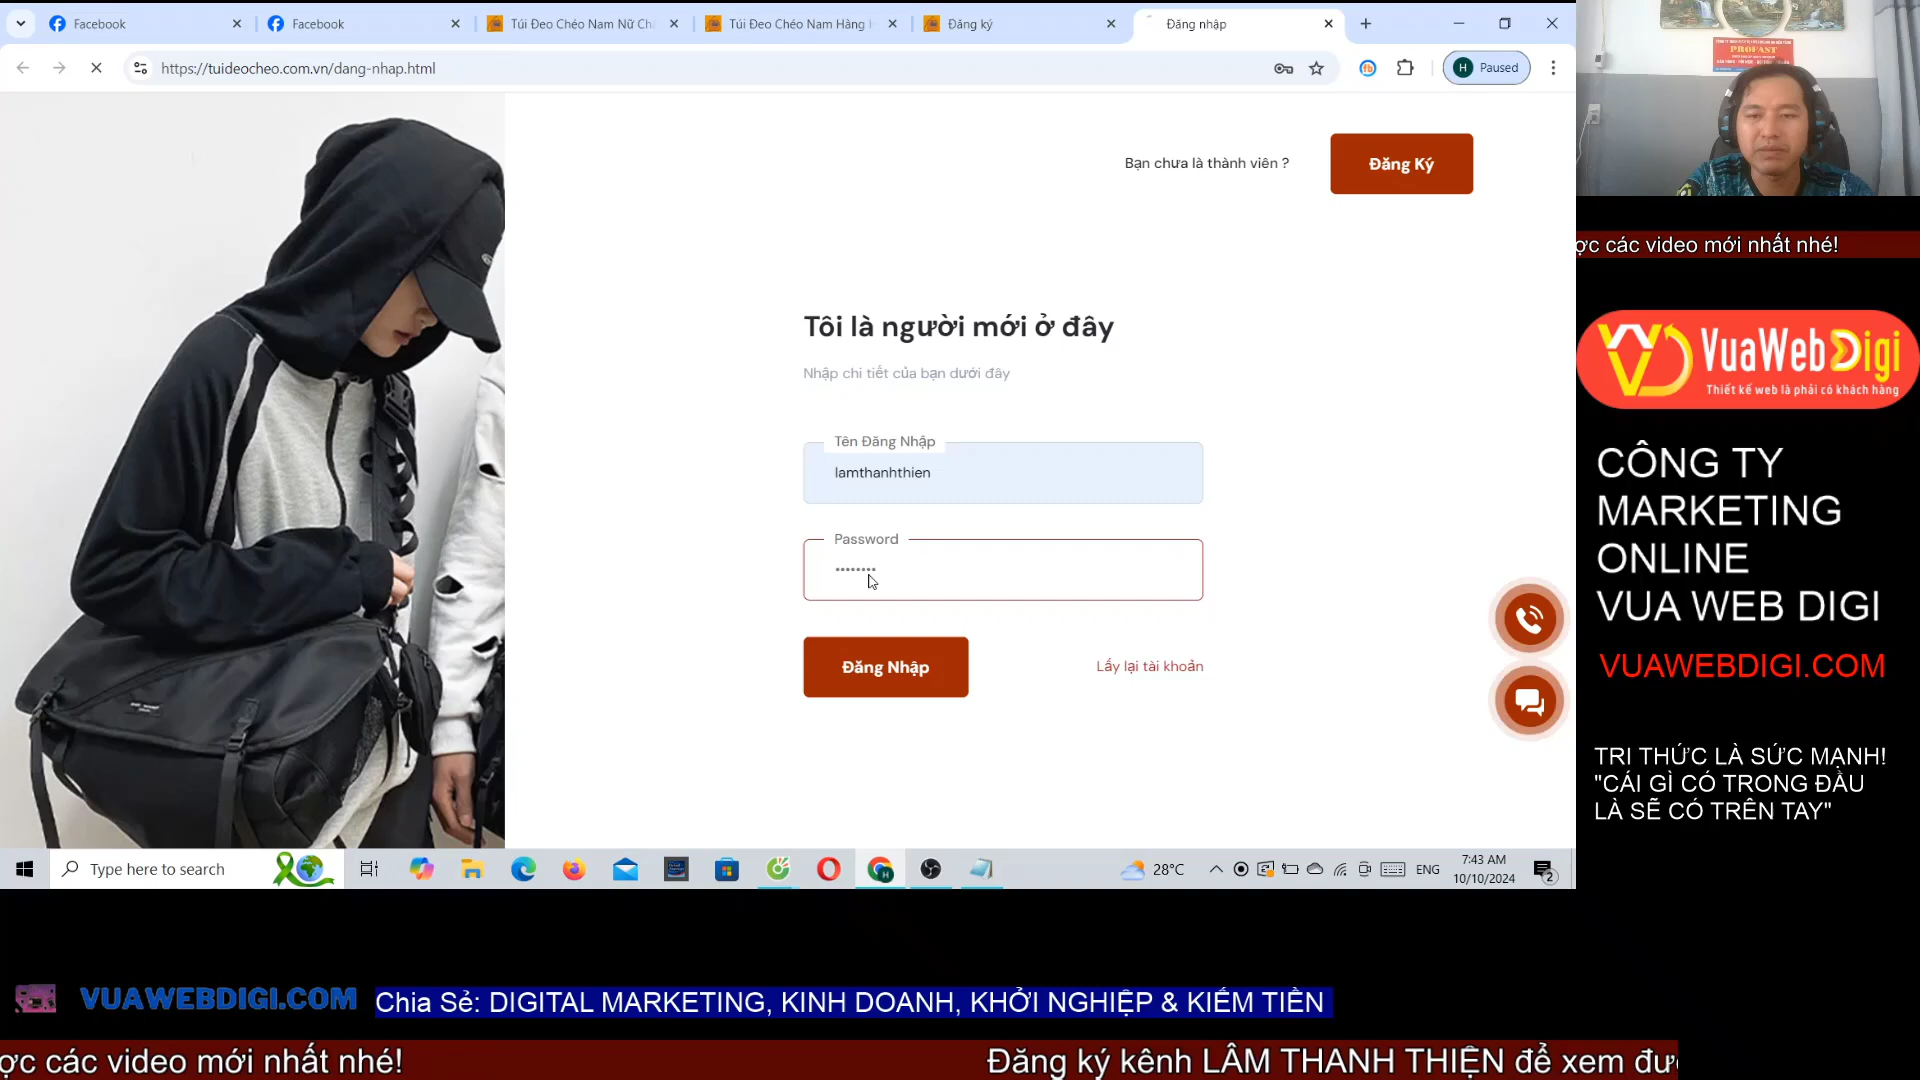 Facebook
Facebook
Túi Đeo Chéo Nam Nữ Ch
Túi Đeo Chéo Nam Hàng
Đăng ký
Đăng nhập
https://tuideocheo.com.vn/dang-nhap.html
H Paused
Bạn chưa là thành viên ?
Đăng Ký
Tôi là người mới ở đây
Nhập chi tiết của bạn dưới đây
Tên Đăng Nhập
lamthanhthien
Password
Đăng Nhập
Lấy lại tài khoản
PROFAST
ợc các video mới nhất nhé!
VuaWebDigi
Thiết kế web là phải có khách hàng
CÔNG TY
MARKETING
ONLINE
VUA WEB DIGI
VUAWEBDIGI.COM
TRI THỨC LÀ SỨC MẠNH!
"CÁI GÌ CÓ TRONG ĐẦU
LÀ SẼ CÓ TRÊN TAY"
Type here to search
28°C
ENG
7:43 AM
10/10/2024
2
VUAWEBDIGI.COM
Chia Sẻ: DIGITAL MARKETING, KINH DOANH, KHỞI NGHIỆP & KIẾM TIỀN
ợc các video mới nhất nhé!
Đăng ký kênh LÂM THANH THIỆN để xem đư